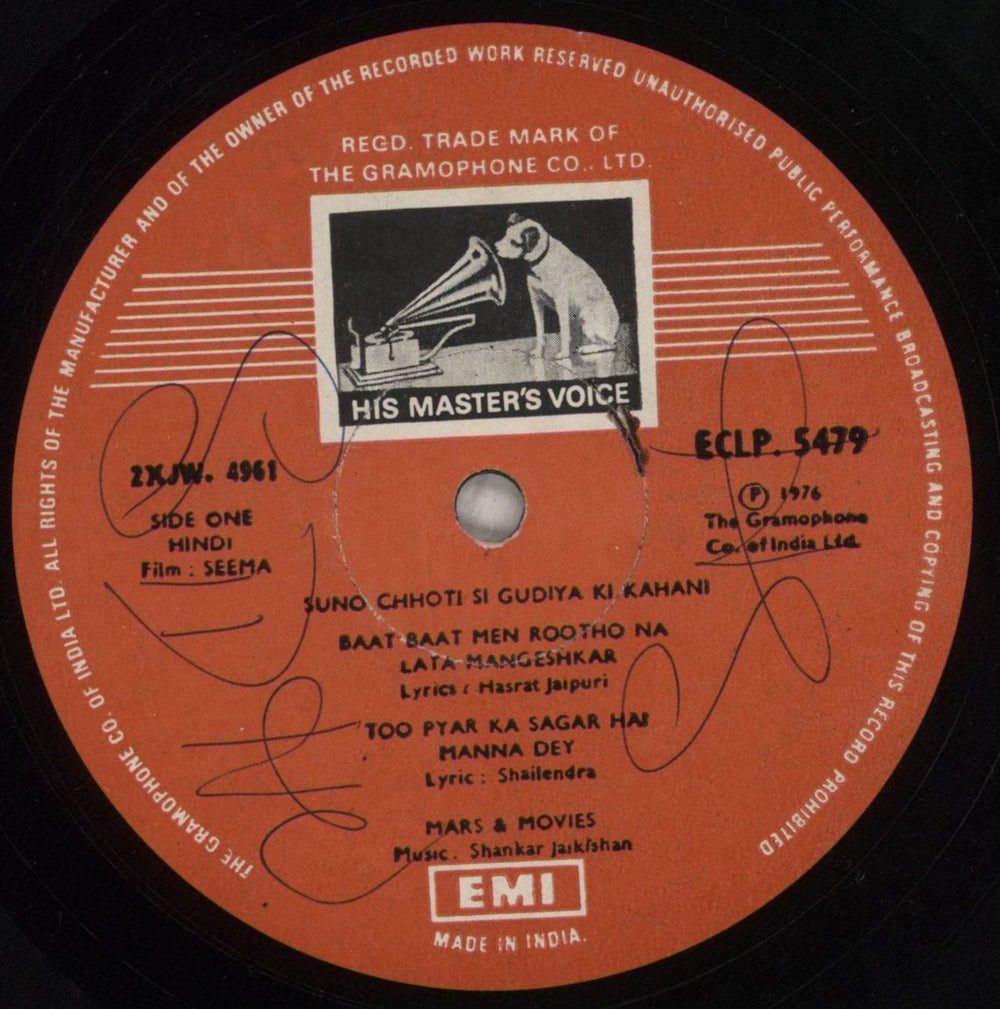 THE GRAMOPHONE CO. OF INDIA LTD. ALL RIGHTS OF THE MANUFACTURER AND OF THE OWNER OF THE RECORDED WORK RESERVED UNAUTHORISED PUBLIC PERFORMANCE BROADCASTING AND COPYING OF THIS RECORD PROHIBITED
REGD. TRADE MARK OF
THE GRAMOPHONE CO., LTD.
HIS MASTER'S VOICE
2XJW. 4961
SIDE ONE
HINDI
Film : SEEMA
ECLP. 5479
Ⓟ 1976
The Gramophone
Co. of India Ltd.
SUNO CHHOTI SI GUDIYA KI KAHANI
BAAT BAAT MEN ROOTHO NA
LATA MANGESHKAR
Lyrics : Hasrat Jaipuri
TOO PYAR KA SAGAR HAI
MANNA DEY
Lyric : Shailendra
MARS & MOVIES
Music : Shankar Jaikishan
EMI
MADE IN INDIA.